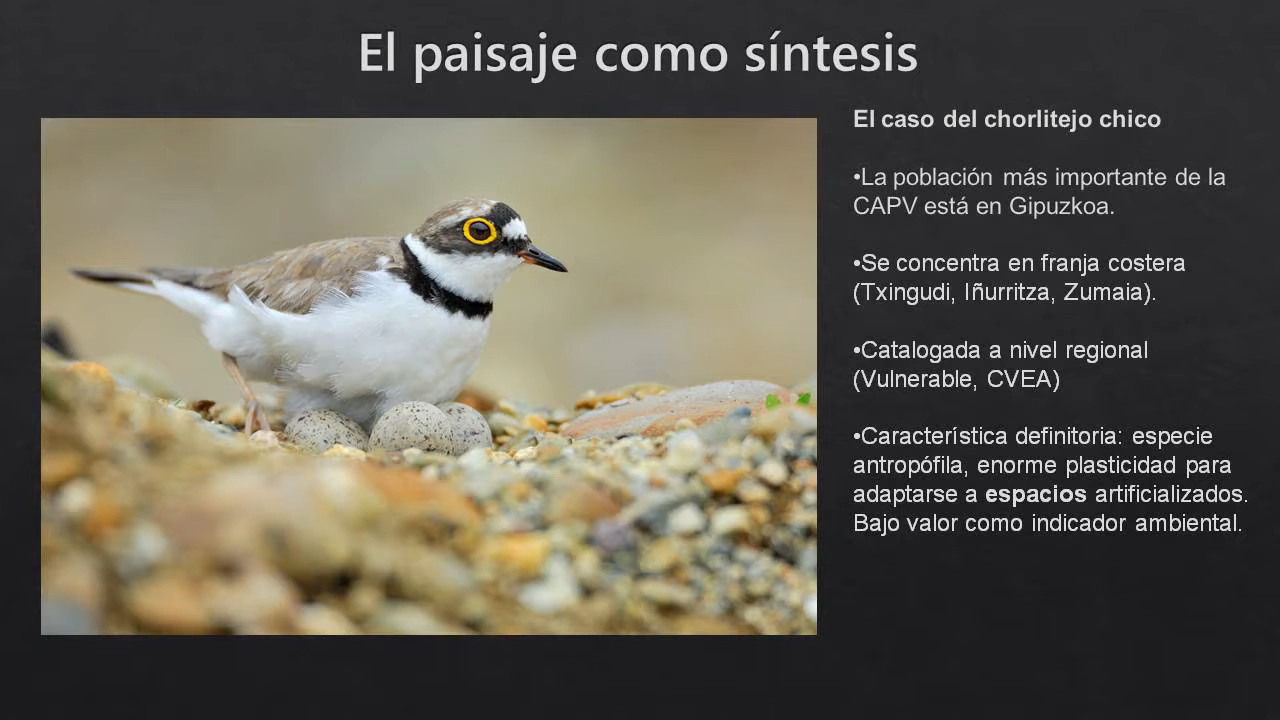 El paisaje como síntesis
El caso del chorlitejo chico
•La población más importante de la
CAPV está en Gipuzkoa.
•Se concentra en franja costera
(Txingudi, Iñurritza, Zumaia).
•Catalogada a nivel regional
(Vulnerable, CVEA)
•Característica definitoria: especie
antropófila, enorme plasticidad para
adaptarse a espacios artificializados.
Bajo valor como indicador ambiental.